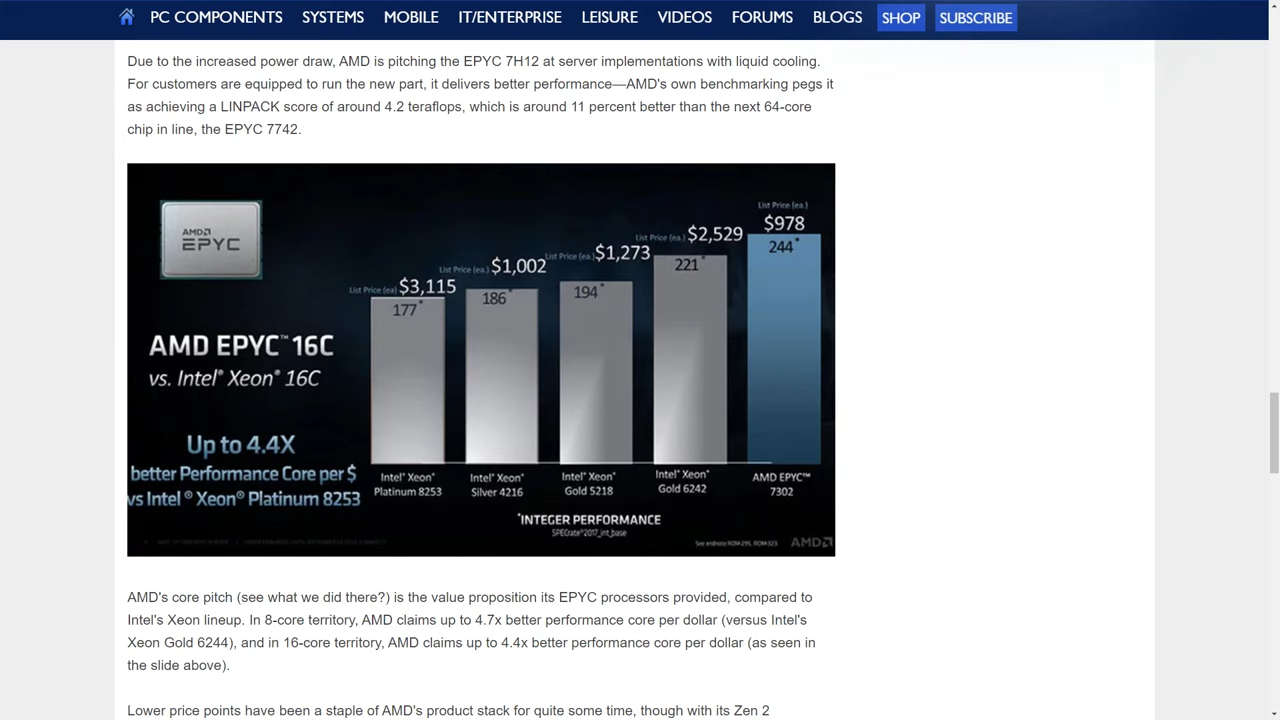 PC COMPONENTS SYSTEMS MOBILE IT/ENTERPRISE LEISURE VIDEOS FORUMS BLOGS SHOP SUBSCRIBE
Due to the increased power draw, AMD is pitching the EPYC 7H12 at server implementations with liquid cooling.
For customers are equipped to run the new part, it delivers better performance—AMD's own benchmarking pegs it
as achieving a LINPACK score of around 4.2 teraflops, which is around 11 percent better than the next 64-core
chip in line, the EPYC 7742.
AMD
EPYC
AMD EPYC™ 16C
vs. Intel® Xeon® 16C
Up to 4.4X
better Performance Core per $
vs Intel ® Xeon® Platinum 8253
List Price (ea) $3,115
177*
Intel® Xeon®
Platinum 8253
List Price (ea.) $1,002
186*
Intel® Xeon®
Silver 4216
List Price (ea.) $1,273
194*
Intel® Xeon®
Gold 5218
List Price (ea.) $2,529
221*
Intel® Xeon®
Gold 6242
List Price (ea.)
$978
244*
AMD EPYC™
7302
*INTEGER PERFORMANCE
SPECrate®2017_int_base
See endnote ROM-295, ROM-323
AMD
AMD's core pitch (see what we did there?) is the value proposition its EPYC processors provided, compared to
Intel's Xeon lineup. In 8-core territory, AMD claims up to 4.7x better performance core per dollar (versus Intel's
Xeon Gold 6244), and in 16-core territory, AMD claims up to 4.4x better performance core per dollar (as seen in
the slide above).
Lower price points have been a staple of AMD's product stack for quite some time, though with its Zen 2